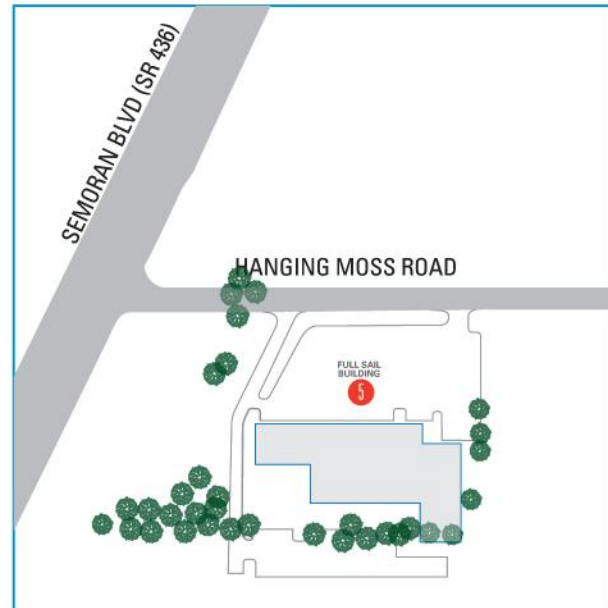 SEMORAN BLVD (SR 436)
HANGING MOSS ROAD
FULL SAIL
BUILDING
5